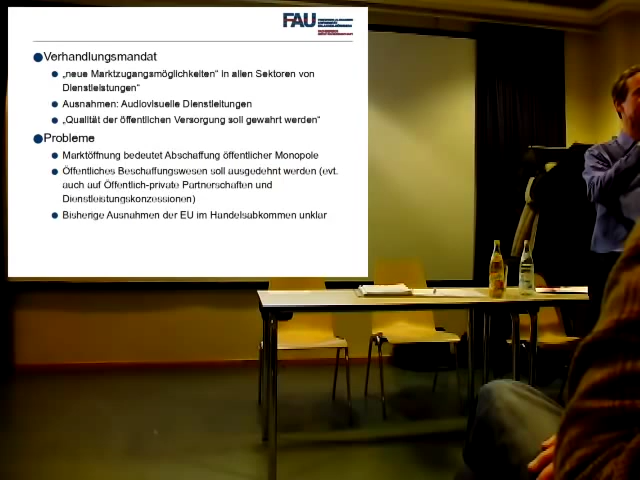 FAU
Verhandlungsmandat
„neue Marktzugangsmöglichkeiten“ in allen Sektoren von
Dienstleistungen“
Ausnahmen: Audiovisuelle Dienstleitungen
„Qualität der öffentlichen Versorgung soll gewahrt werden“
Probleme
Marktöffnung bedeutet Abschaffung öffentlicher Monopole
Öffentliches Beschaffungswesen soll ausgedehnt werden (evt.
auch auf Öffentlich-private Partnerschaften und
Dienstleistungskonzessionen)
Bisherige Ausnahmen der EU im Handelsabkommen unklar